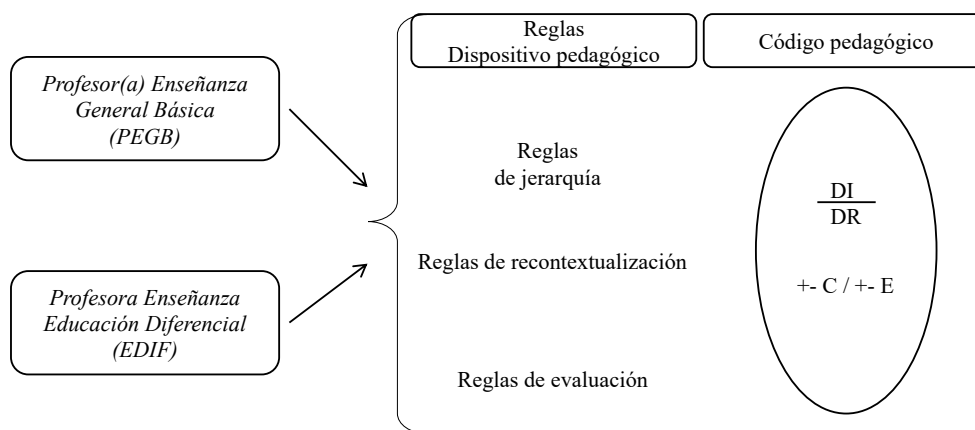 Reglas
Dispotivo pedagógico
Código pedagógico
Profesor(a) Enseñanza
General Básica
(PEGB)
Reglas
de jerarquía
DI
DR
Reglas de recontextualización
+- C / +- E
Profesora Enseñanza
Educación Diferencial
(EDIF)
Reglas de evaluación